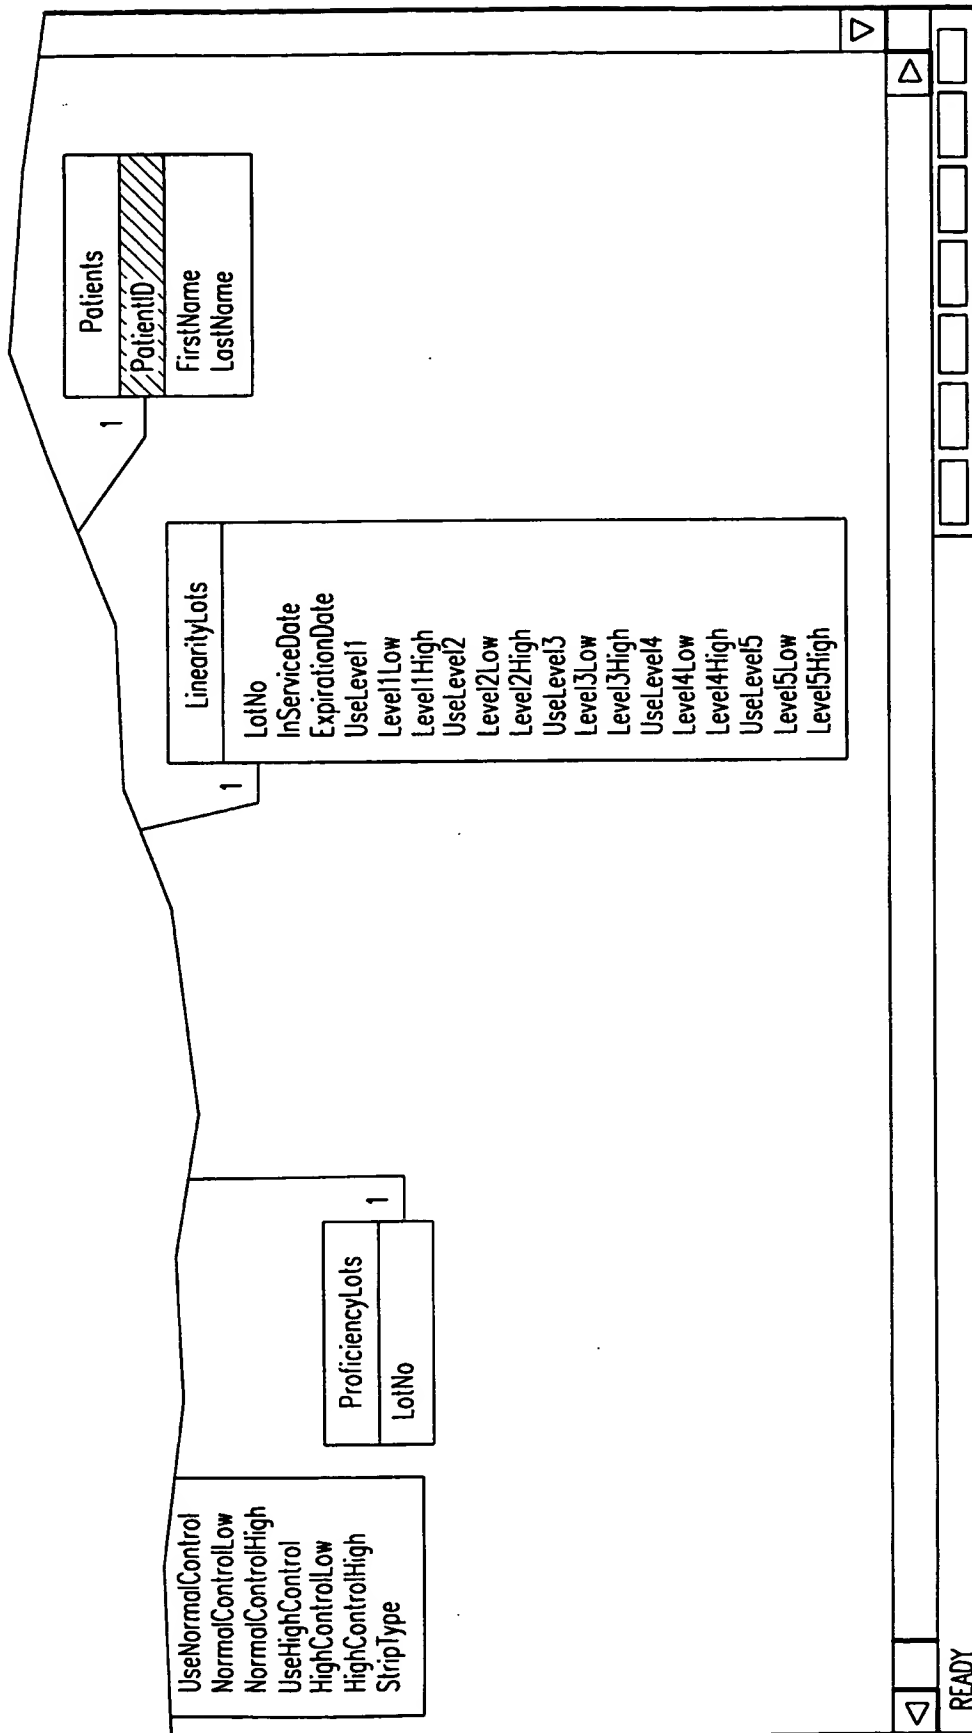 UseNormalControl
NormalControlLow
NormalControlHigh
UseHighControl
HighControlLow
HighControlHigh
StripType
ProficiencyLots
LotNo
1
LinearityLots
LotNo
InServiceDate
ExpirationDate
UseLevel1
Level1Low
Level1High
UseLevel2
Level2Low
Level2High
UseLevel3
Level3Low
Level3High
UseLevel4
Level4Low
Level4High
UseLevel5
Level5Low
Level5High
1
Patients
PatientID
FirstName
LastName
1
READY